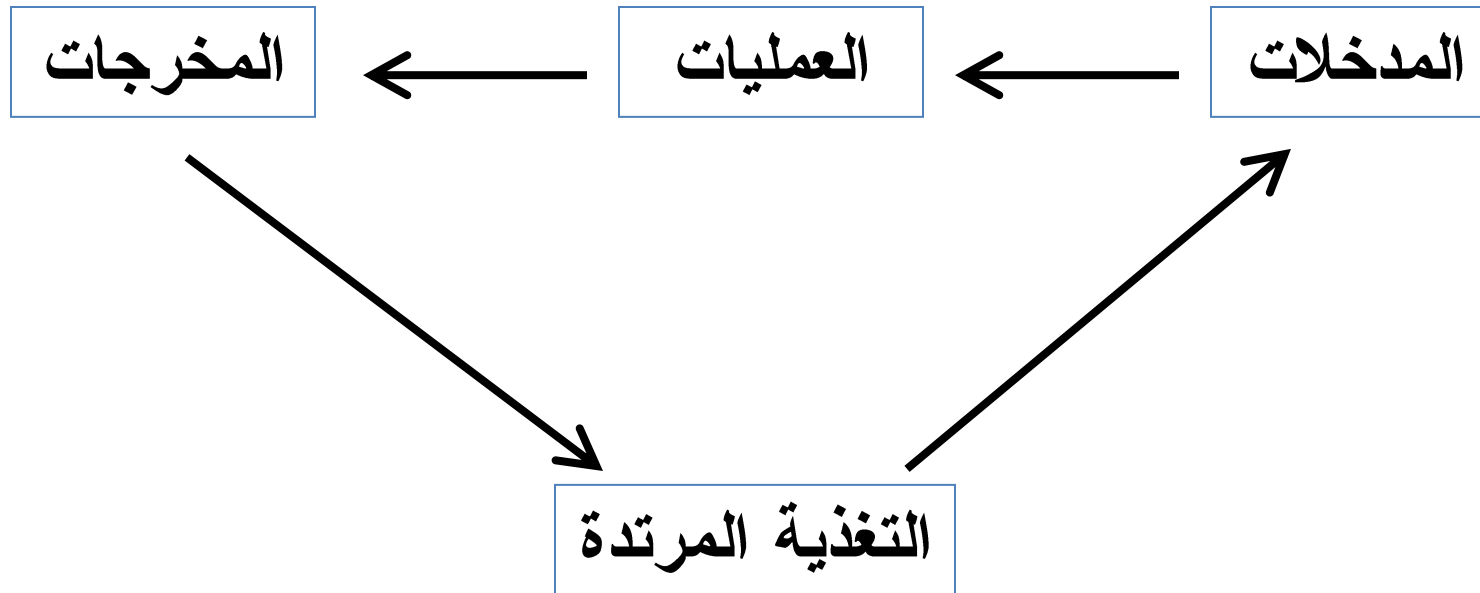 المدخلات
العمليات
المخرجات
التغذية المرتدة